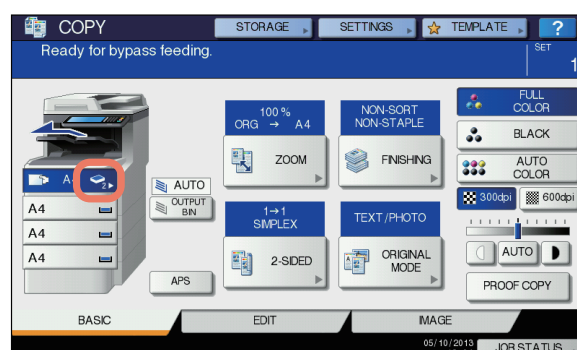 COPY
STORAGE
SETTINGS
TEMPLATE
?
Ready for bypass feeding.
SET
1
100 %
ORG → A4
ZOOM
NON-SORT
NON-STAPLE
FINISHING
FULL
COLOR
BLACK
AUTO
COLOR
300dpi
600dpi
A
2
AUTO
OUTPUT
BIN
A4
A4
A4
APS
1→1
SIMPLEX
2-SIDED
TEXT/PHOTO
ORIGINAL
MODE
AUTO
PROOF COPY
BASIC
EDIT
IMAGE
05/10/2013
JOB STATUS